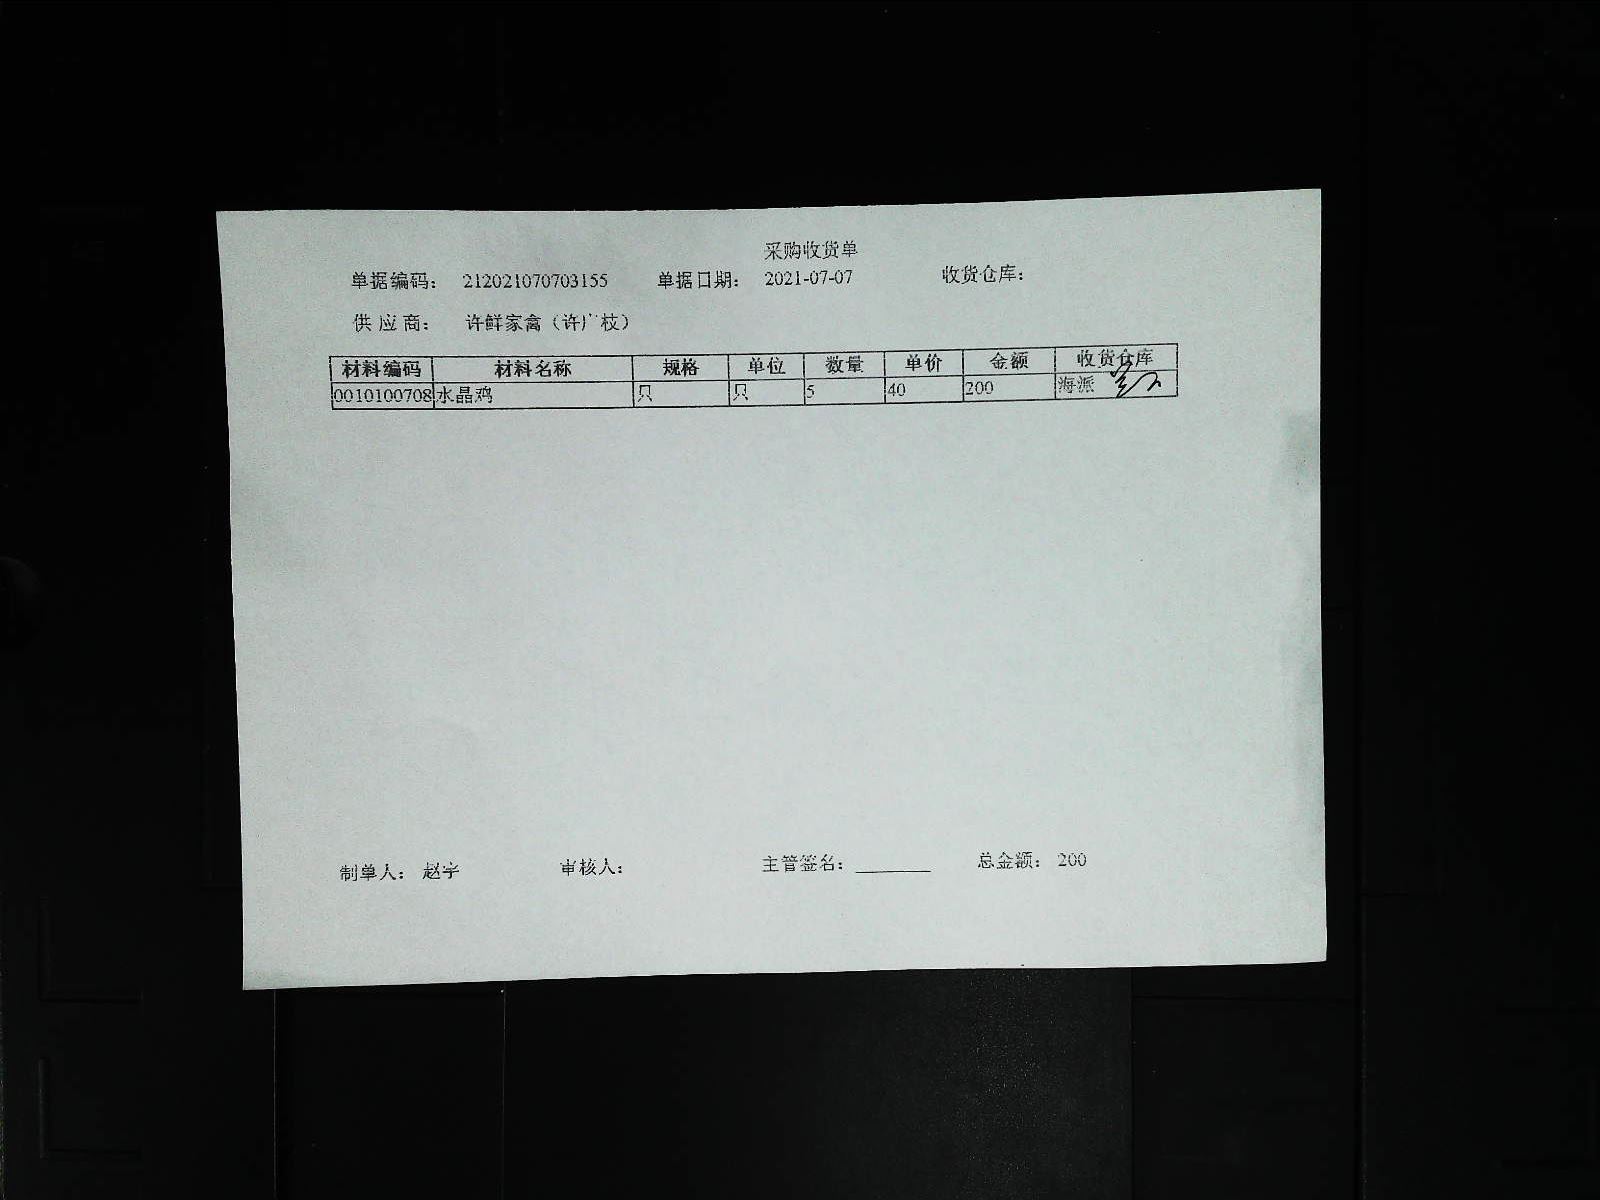 采购收货单
单据编码： 212021070703155 单据日期： 2021-07-07 收货仓库：
供 应 商： 许鲜家禽（许广枝）
材料编码 材料名称 规格 单位 数量 单价 金额 收货仓库
0010100708 水晶鸡 只 只 5 40 200 海派
制单人： 赵宇 审核人： 主管签名： 总金额： 200